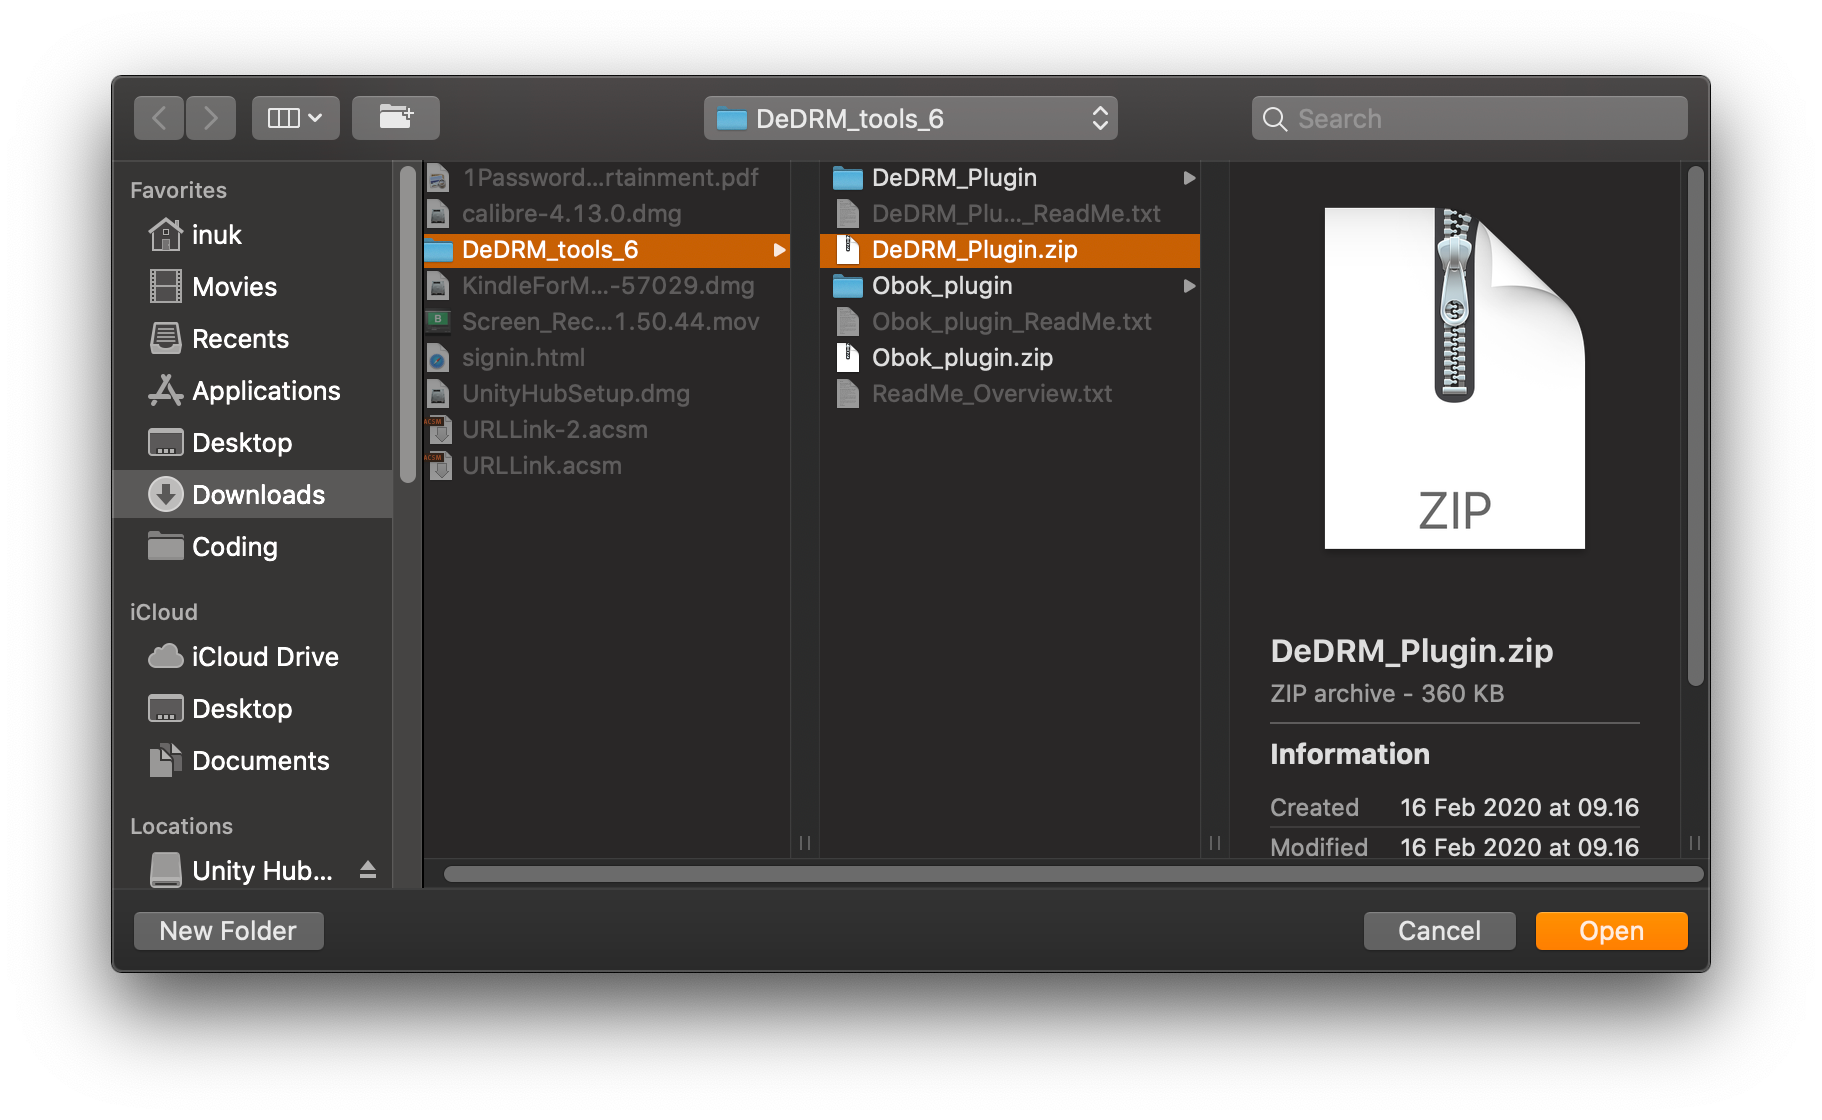 DeDRM_tools_6
Search
Favorites
inuk
Movies
Recents
Applications
Desktop
Downloads
Coding
iCloud
iCloud Drive
Desktop
Documents
Locations
Unity Hub...
1Password...rtainment.pdf
calibre-4.13.0.dmg
DeDRM_tools_6
KindleForM...-57029.dmg
Screen_Rec...1.50.44.mov
signin.html
UnityHubSetup.dmg
ACSM
URLLink-2.acsm
ACSM
URLLink.acsm
DeDRM_Plugin
DeDRM_Plu..._ReadMe.txt
DeDRM_Plugin.zip
Obok_plugin
Obok_plugin_ReadMe.txt
Obok_plugin.zip
ReadMe_Overview.txt
ZIP
DeDRM_Plugin.zip
ZIP archive - 360 KB
Information
Created 16 Feb 2020 at 09.16
Modified 16 Feb 2020 at 09.16
New Folder
Cancel
Open